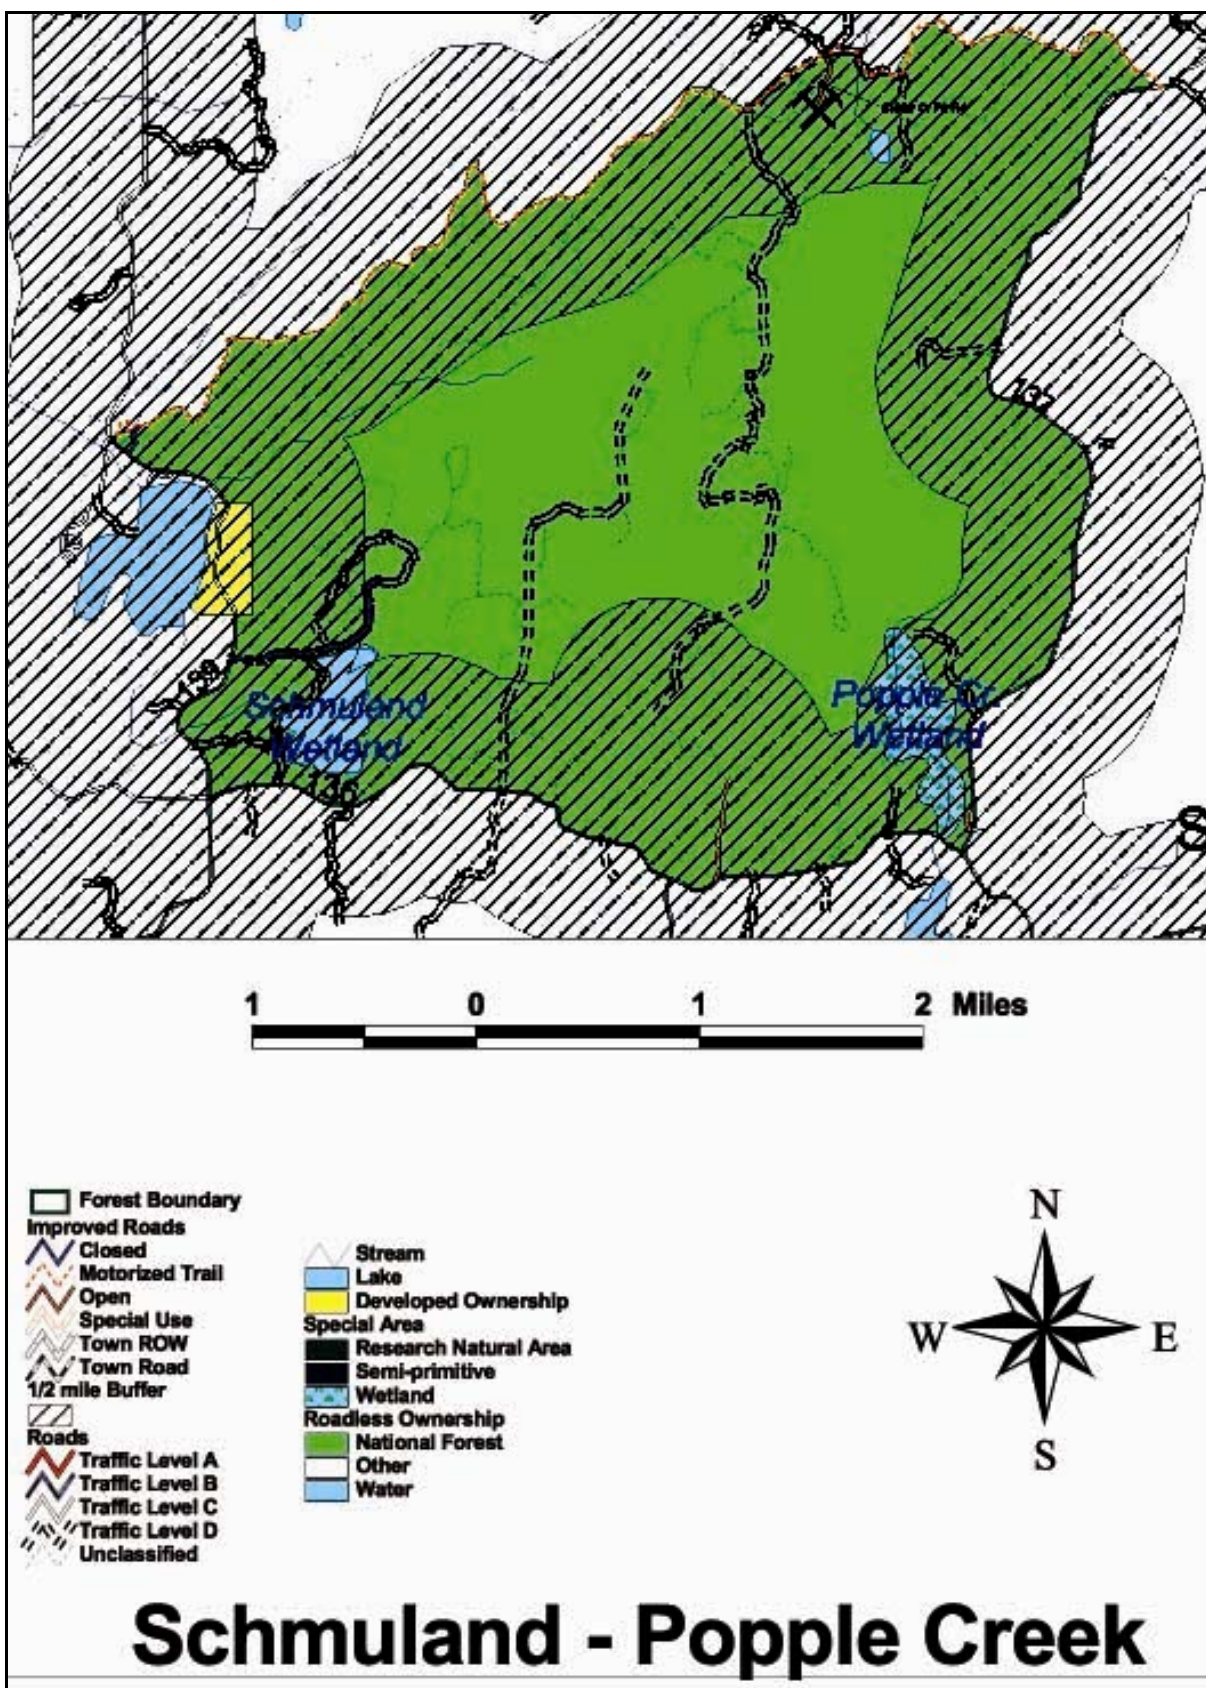 137
139
Schmuland
Wetland
Popple Cr.
Wetland
136
S
1 0 1 2 Miles
Forest Boundary
Improved Roads
Closed
Motorized Trail
Open
Special Use
Town ROW
Town Road
1/2 mile Buffer
Roads
Traffic Level A
Traffic Level B
Traffic Level C
Traffic Level D
Unclassified
Stream
Lake
Developed Ownership
Special Area
Research Natural Area
Semi-primitive
Wetland
Roadless Ownership
National Forest
Other
Water
N
W E
S
Schmuland - Popple Creek